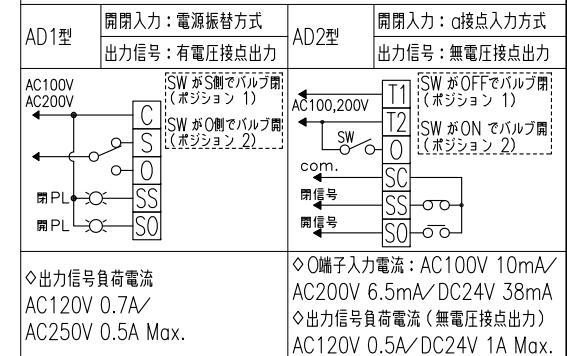 AD1型
開閉入力：電源振替方式
出力信号：有電圧接点出力
AC100V
AC200V
SW がS側でバルブ閉
(ポジション 1)
SW がO側でバルブ開
(ポジション 2)
C
S
O
閉PL
SS
開PL
SO
◇出力信号負荷電流
AC120V 0.7A/
AC250V 0.5A Max.
AD2型
開閉入力：a接点入力方式
出力信号：無電圧接点出力
SW がOFFでバルブ閉
(ポジション 1)
SW がON でバルブ開
(ポジション 2)
T1
AC100,200V
T2
SW
O
com.
SC
閉信号
SS
開信号
SO
◇O端子入力電流：AC100V 10mA/
AC200V 6.5mA/DC24V 38mA
◇出力信号負荷電流（無電圧接点出力）
AC120V 0.5A/DC24V 1A Max.